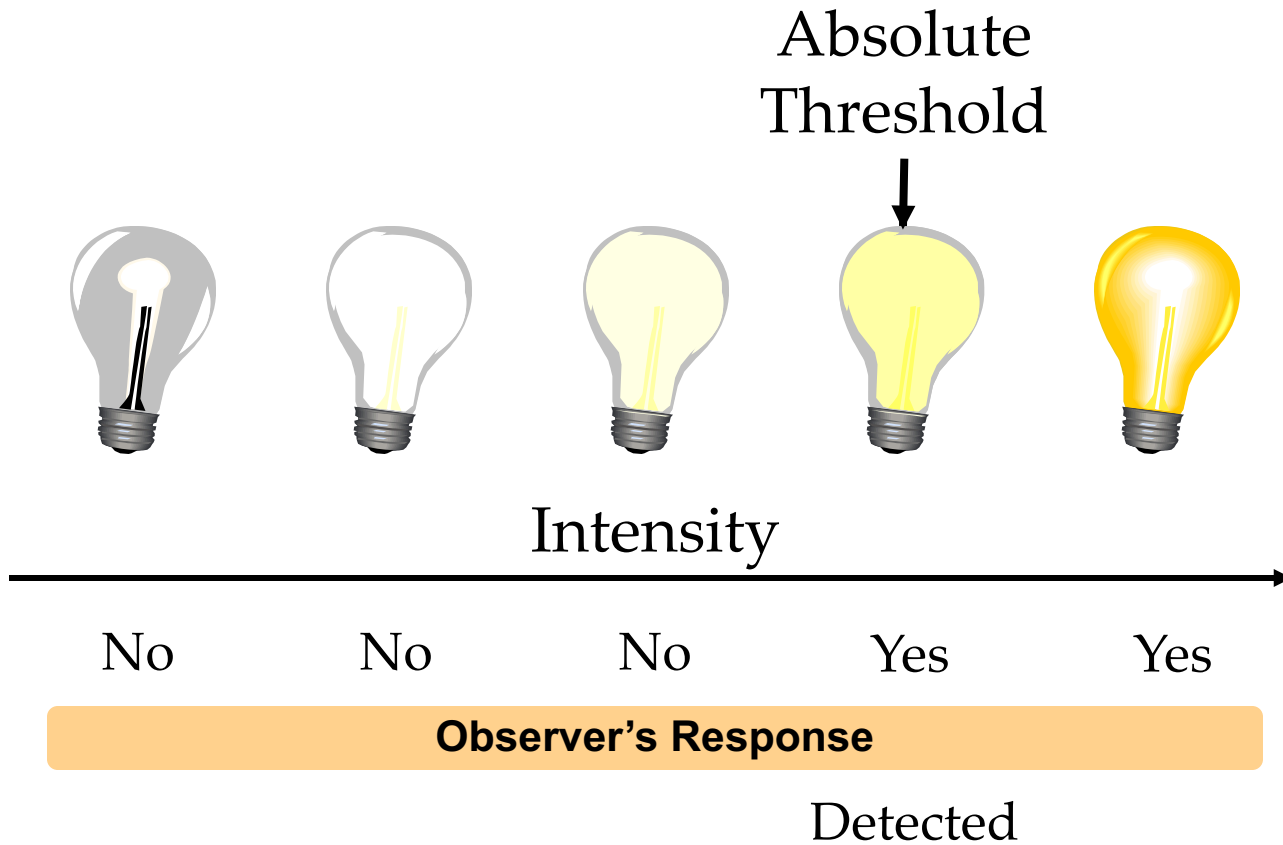 Absolute
Threshold
Intensity
No No No Yes Yes
Observer’s Response
Detected